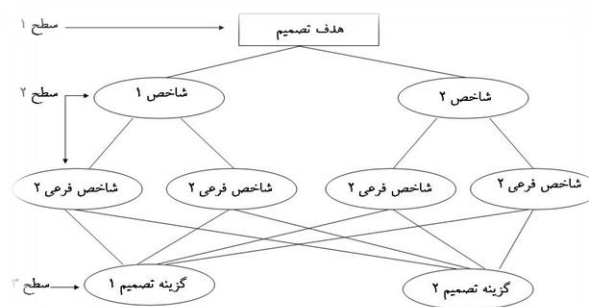 سطح ۱
هدف تصمیم
سطح ۲
شاخص ۱
شاخص ۲
شاخص فرعی ۲
شاخص فرعی ۲
شاخص فرعی ۲
شاخص فرعی ۲
سطح ۳
گزینه تصمیم ۱
گزینه تصمیم ۲